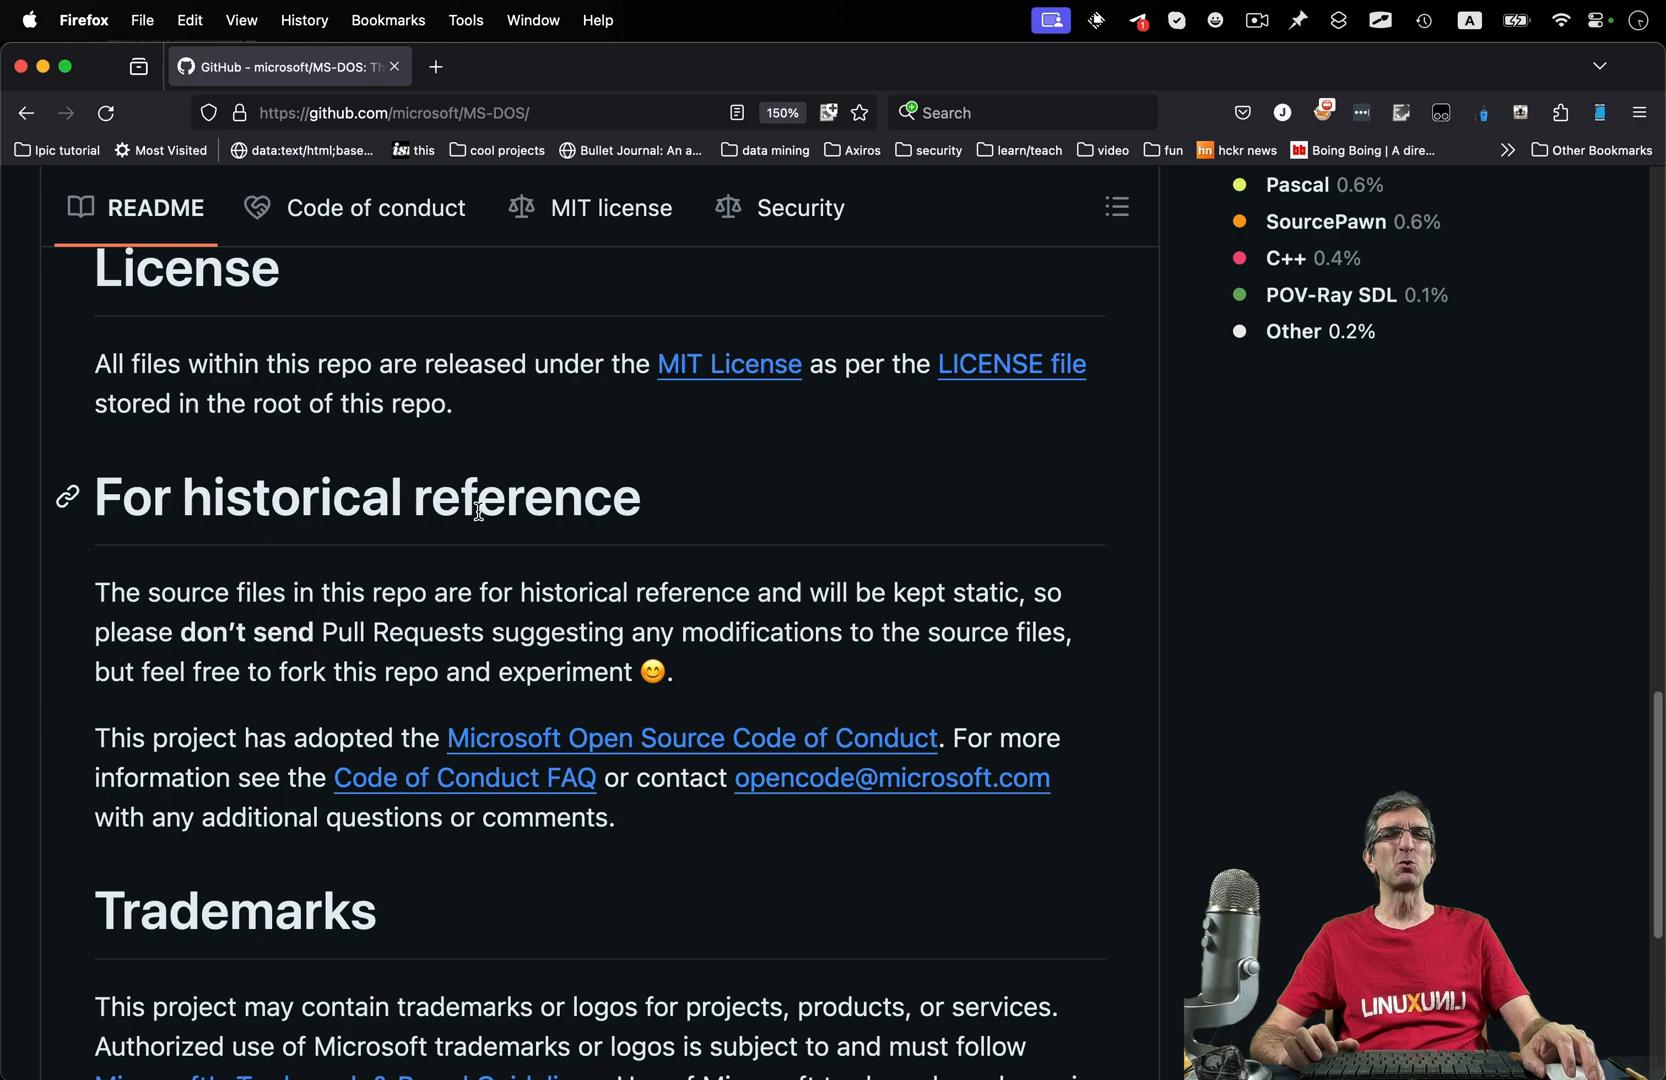 Firefox File Edit View History Bookmarks Tools Window Help
1
A
GitHub - microsoft/MS-DOS: Th
https://github.com/microsoft/MS-DOS/
150%
Search
J
Ipic tutorial Most Visited data:text/html;base... isn this cool projects Bullet Journal: An a... data mining Axiros security learn/teach video fun hn hckr news bb Boing Boing | A dire... Other Bookmarks
README Code of conduct MIT license Security
Pascal 0.6%
SourcePawn 0.6%
C++ 0.4%
POV-Ray SDL 0.1%
Other 0.2%
License
All files within this repo are released under the MIT License as per the LICENSE file
stored in the root of this repo.
For historical reference
The source files in this repo are for historical reference and will be kept static, so
please don't send Pull Requests suggesting any modifications to the source files,
but feel free to fork this repo and experiment 😊.
This project has adopted the Microsoft Open Source Code of Conduct. For more
information see the Code of Conduct FAQ or contact opencode@microsoft.com
with any additional questions or comments.
Trademarks
This project may contain trademarks or logos for projects, products, or services.
Authorized use of Microsoft trademarks or logos is subject to and must follow
LINUX